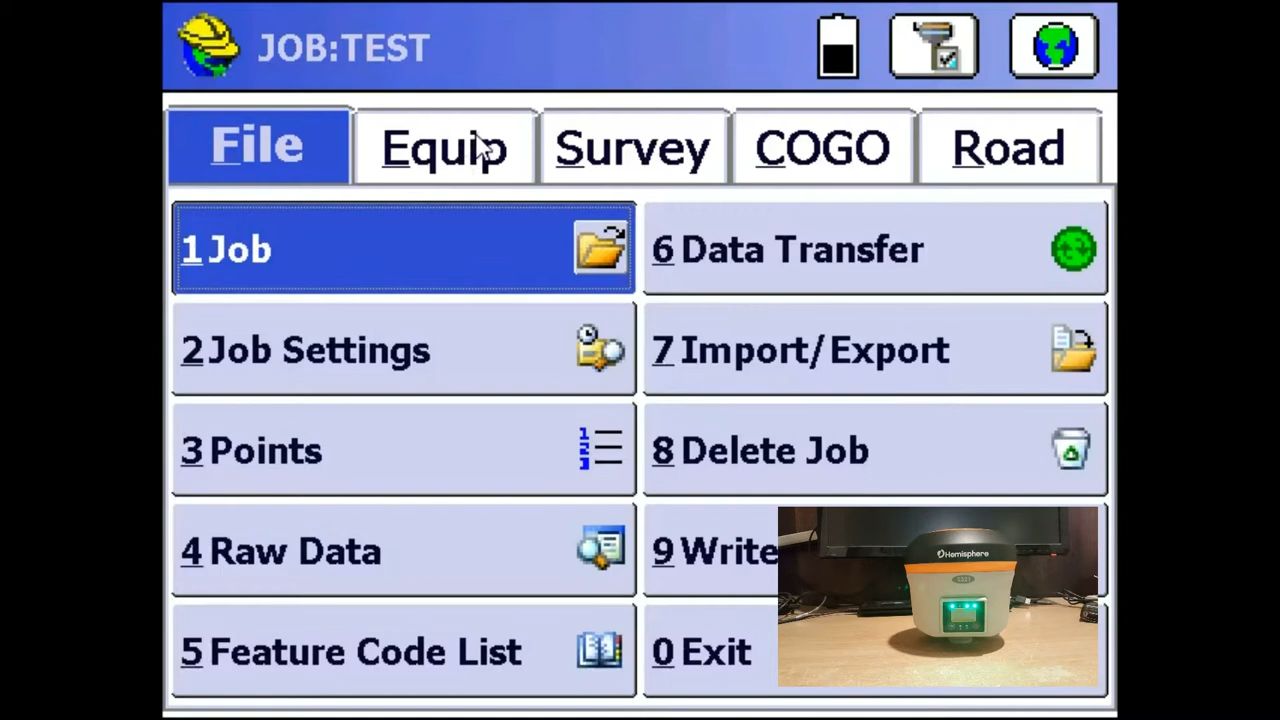 JOB:TEST
File Equip Survey COGO Road
1 Job
6 Data Transfer
2 Job Settings
7 Import/Export
3 Points
8 Delete Job
4 Raw Data
9 Write
5 Feature Code List
0 Exit
Hemisphere